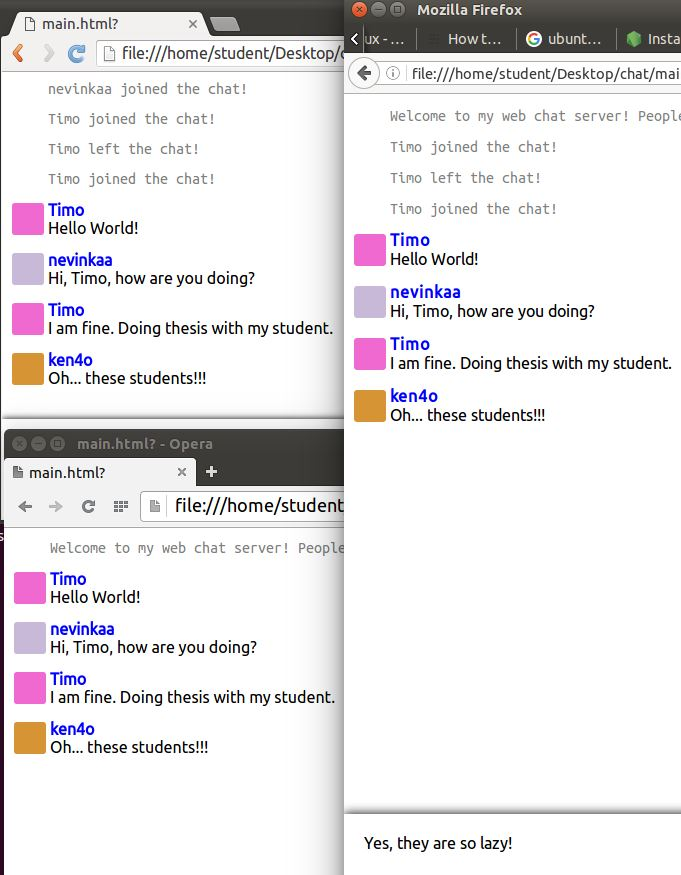 main.html?
file:///home/student/Desktop/c
nevinkaa joined the chat!
Timo joined the chat!
Timo left the chat!
Timo joined the chat!
Timo
Hello World!
nevinkaa
Hi, Timo, how are you doing?
Timo
I am fine. Doing thesis with my student.
ken4o
Oh... these students!!!
main.html? - Opera
main.html?
file:///home/student
Welcome to my web chat server! People
Timo
Hello World!
nevinkaa
Hi, Timo, how are you doing?
Timo
I am fine. Doing thesis with my student.
ken4o
Oh... these students!!!
Mozilla Firefox
ux - ... How t... ubunt... Insta
file:///home/student/Desktop/chat/mai
Welcome to my web chat server! People
Timo joined the chat!
Timo left the chat!
Timo joined the chat!
Timo
Hello World!
nevinkaa
Hi, Timo, how are you doing?
Timo
I am fine. Doing thesis with my student.
ken4o
Oh... these students!!!
Yes, they are so lazy!